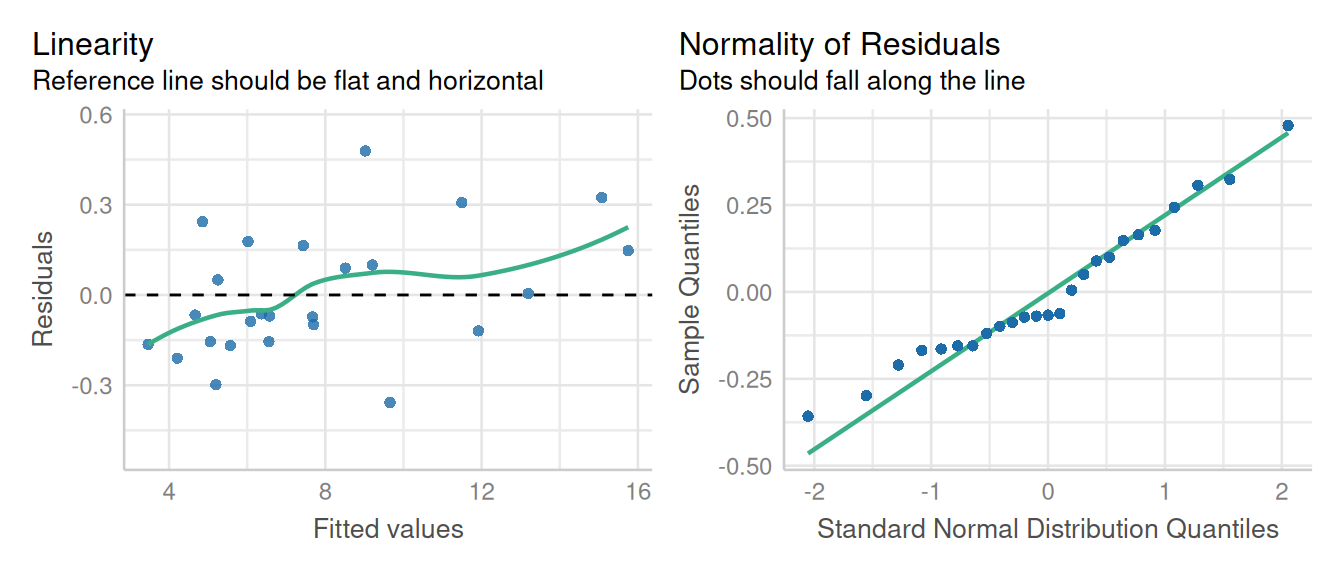 Linearity
Reference line should be flat and horizontal
0.6
0.3
0.0
-0.3
Residuals
4
8
12
16
Fitted values
Normality of Residuals
Dots should fall along the line
0.50
0.25
0.00
-0.25
-0.50
Sample Quantiles
-2
-1
0
1
2
Standard Normal Distribution Quantiles